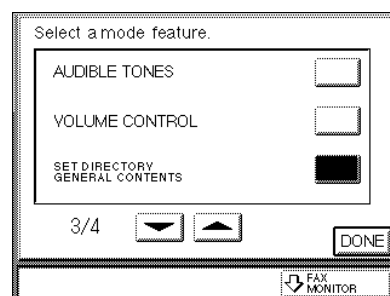 Select a mode feature.
AUDIBLE TONES
VOLUME CONTROL
SET DIRECTORY
GENERAL CONTENTS
3/4
DONE
FAX
MONITOR